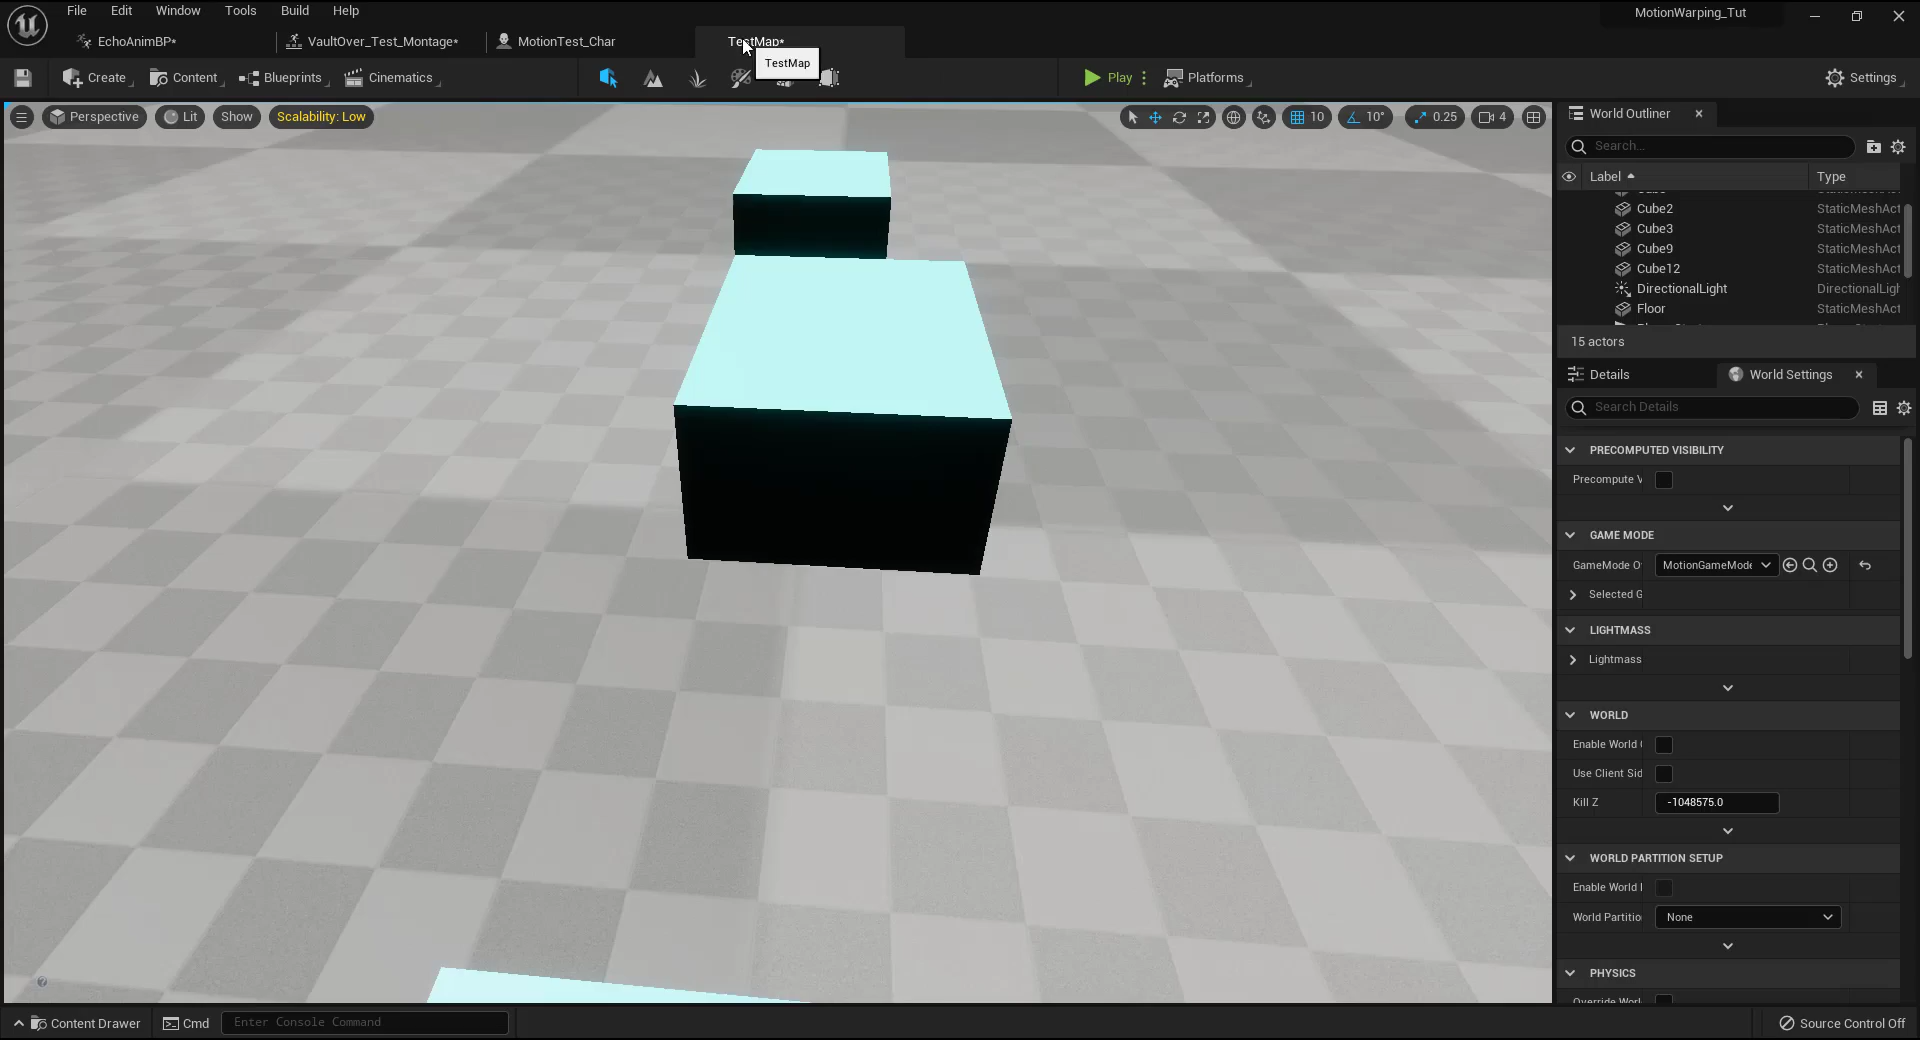 File Edit Window Tools Build Help
MotionWarping_Tut
EchoAnimBP*
VaultOver_Test_Montage*
MotionTest_Char
TestMap*
TestMap
Create
Content
Blueprints
Cinematics
Play
Platforms
Settings
Perspective
Lit
Show
Scalability: Low
10
10°
0.25
4
World Outliner
Search...
Label
Type
Cube2 StaticMeshAct
Cube3 StaticMeshAct
Cube9 StaticMeshAct
Cube12 StaticMeshAct
DirectionalLight DirectionalLigh
Floor StaticMeshAct
15 actors
Details
World Settings
Search Details
PRECOMPUTED VISIBILITY
Precompute V
GAME MODE
GameMode O
MotionGameMode
Selected G
LIGHTMASS
Lightmass
WORLD
Enable World
Use Client Sid
Kill Z
-1048575.0
WORLD PARTITION SETUP
Enable World
World Partitio
None
PHYSICS
Override Worl
Content Drawer
Cmd
Enter Console Command
Source Control Off